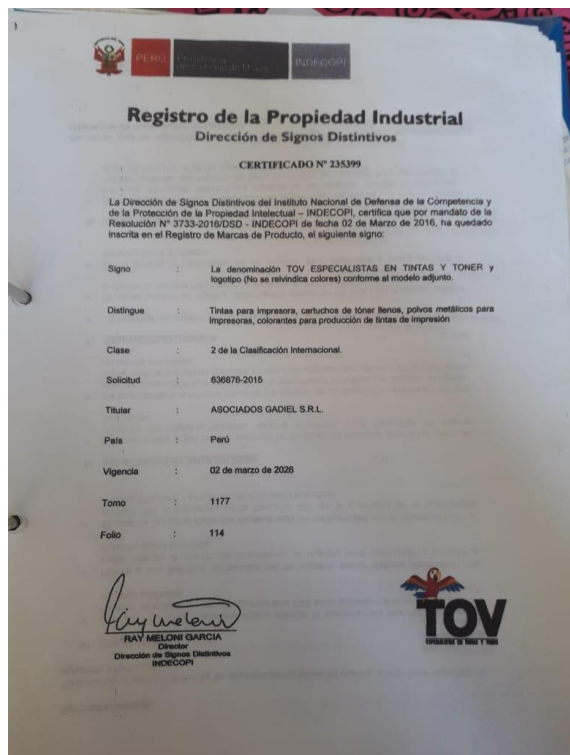 PERÚ
INDECOPI
Registro de la Propiedad Industrial
Dirección de Signos Distintivos
CERTIFICADO Nº 235399
La Dirección de Signos Distintivos del Instituto Nacional de Defensa de la Competencia y
de la Protección de la Propiedad Intelectual – INDECOPI, certifica que por mandato de la
Resolución N° 3733-2016/DSD - INDECOPI de fecha 02 de Marzo de 2016, ha quedado
inscrita en el Registro de Marcas de Producto, el siguiente signo:
Signo : La denominación TOV ESPECIALISTAS EN TINTAS Y TONER y
logotipo (No se reivindica colores) conforme al modelo adjunto.
Distingue : Tintas para impresora, cartuchos de tóner llenos, polvos metálicos para
impresoras, colorantes para producción de tintas de impresión
Clase : 2 de la Clasificación Internacional.
Solicitud : 636876-2015
Titular : ASOCIADOS GADIEL S.R.L.
País : Perú
Vigencia : 02 de marzo de 2026
Tomo : 1177
Folio : 114
RAY MELONI GARCIA
Director
Dirección de Signos Distintivos
INDECOPI
TOV
ESPECIALISTAS EN TINTAS Y TONER